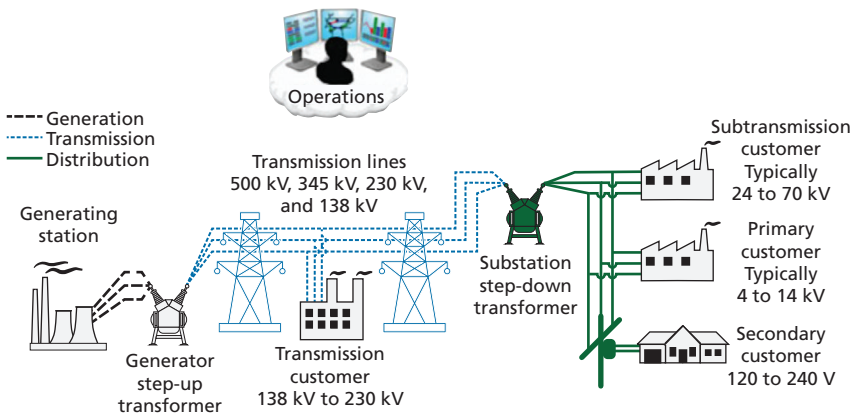 Operations
Generation
Transmission
Distribution
Transmission lines
500 kV, 345 kV, 230 kV,
and 138 kV
Generating
station
Generator
step-up
transformer
Transmission
customer
138 kV to 230 kV
Substation
step-down
transformer
Subtransmission
customer
Typically
24 to 70 kV
Primary
customer
Typically
4 to 14 kV
Secondary
customer
120 to 240 V